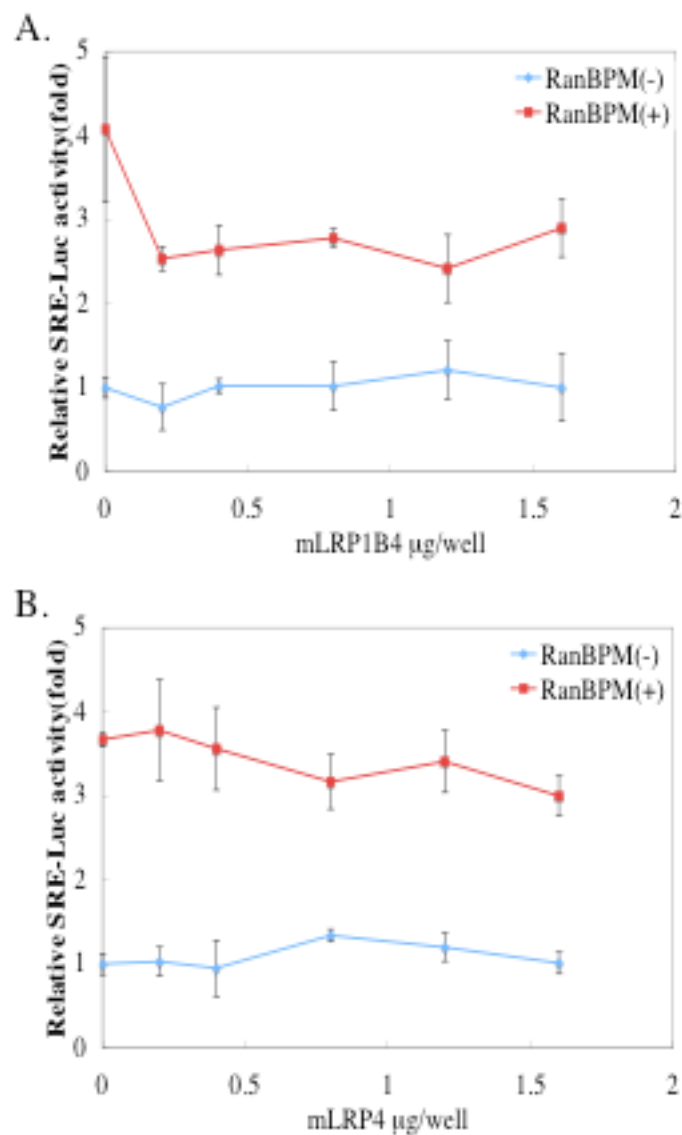 A.
Relative SRE-Luc activity(fold)
5
4
3
2
1
0
RanBPM(-)
RanBPM(+)
0
0.5
1
1.5
2
mLRP1B4 µg/well
B.
Relative SRE-Luc activity(fold)
5
4
3
2
1
0
RanBPM(-)
RanBPM(+)
0
0.5
1
1.5
2
mLRP4 µg/well